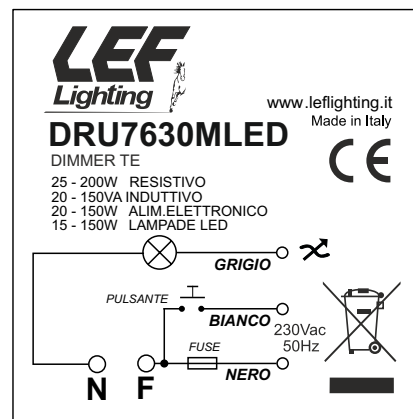 LEF
Lighting
www.leflighting.it
Made in Italy
DRU7630MLED
DIMMER TE
CE
25 - 200W RESISTIVO
20 - 150VA INDUTTIVO
20 - 150W ALIM.ELETTRONICO
15 - 150W LAMPADE LED
GRIGIO
PULSANTE
BIANCO
230Vac
50Hz
FUSE
NERO
N F